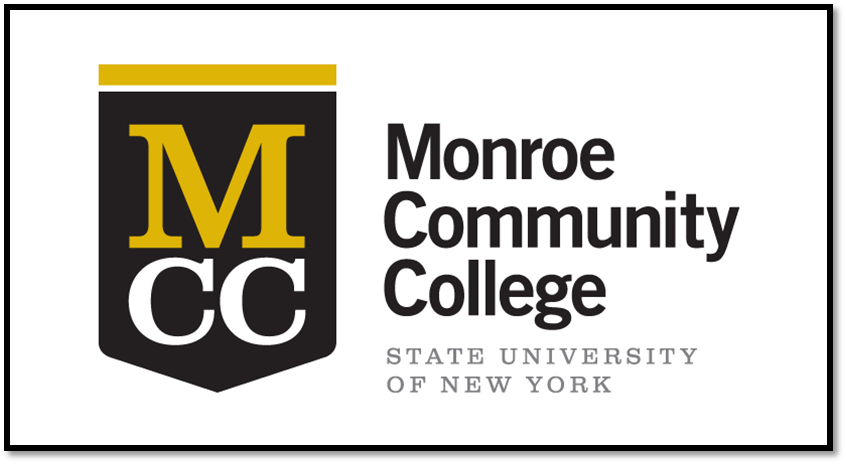 M
CC
Monroe
Community
College
STATE UNIVERSITY
OF NEW YORK